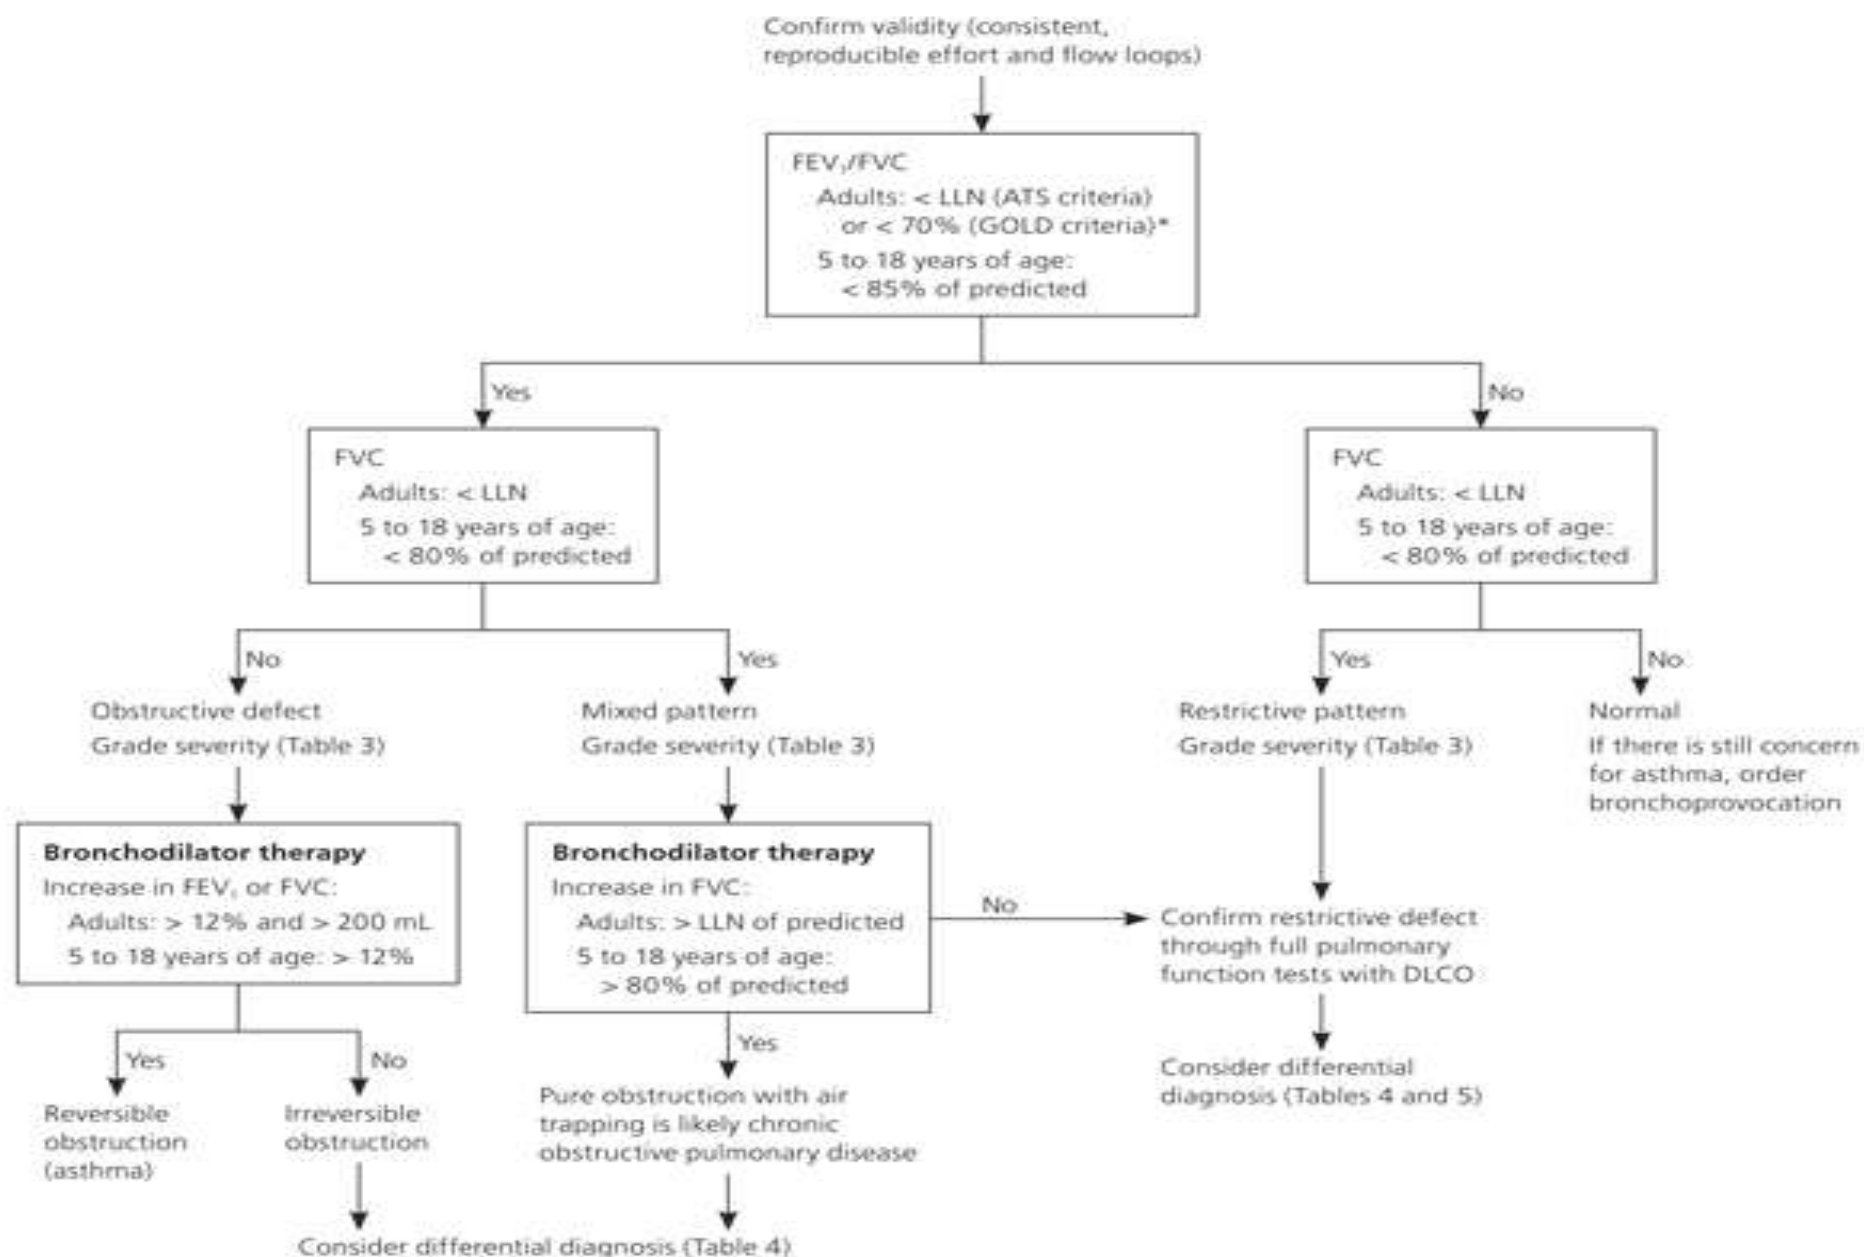 Confirm validity (consistent,
reproducible effort and flow loops)
FEV₁/FVC
Adults: < LLN (ATS criteria)
or < 70% (GOLD criteria)*
5 to 18 years of age:
< 85% of predicted
Yes
No
FVC
Adults: < LLN
5 to 18 years of age:
< 80% of predicted
FVC
Adults: < LLN
5 to 18 years of age:
< 80% of predicted
No
Yes
Yes
No
Obstructive defect
Grade severity (Table 3)
Mixed pattern
Grade severity (Table 3)
Restrictive pattern
Grade severity (Table 3)
Normal
If there is still concern
for asthma, order
bronchoprovocation
Bronchodilator therapy
Increase in FEV₁ or FVC:
Adults: > 12% and > 200 mL
5 to 18 years of age: > 12%
Bronchodilator therapy
Increase in FVC:
Adults: > LLN of predicted
5 to 18 years of age:
> 80% of predicted
No
Confirm restrictive defect
through full pulmonary
function tests with DLCO
Yes
No
Yes
Reversible
obstruction
(asthma)
Irreversible
obstruction
Pure obstruction with air
trapping is likely chronic
obstructive pulmonary disease
Consider differential
diagnosis (Tables 4 and 5)
Consider differential diagnosis (Table 4)